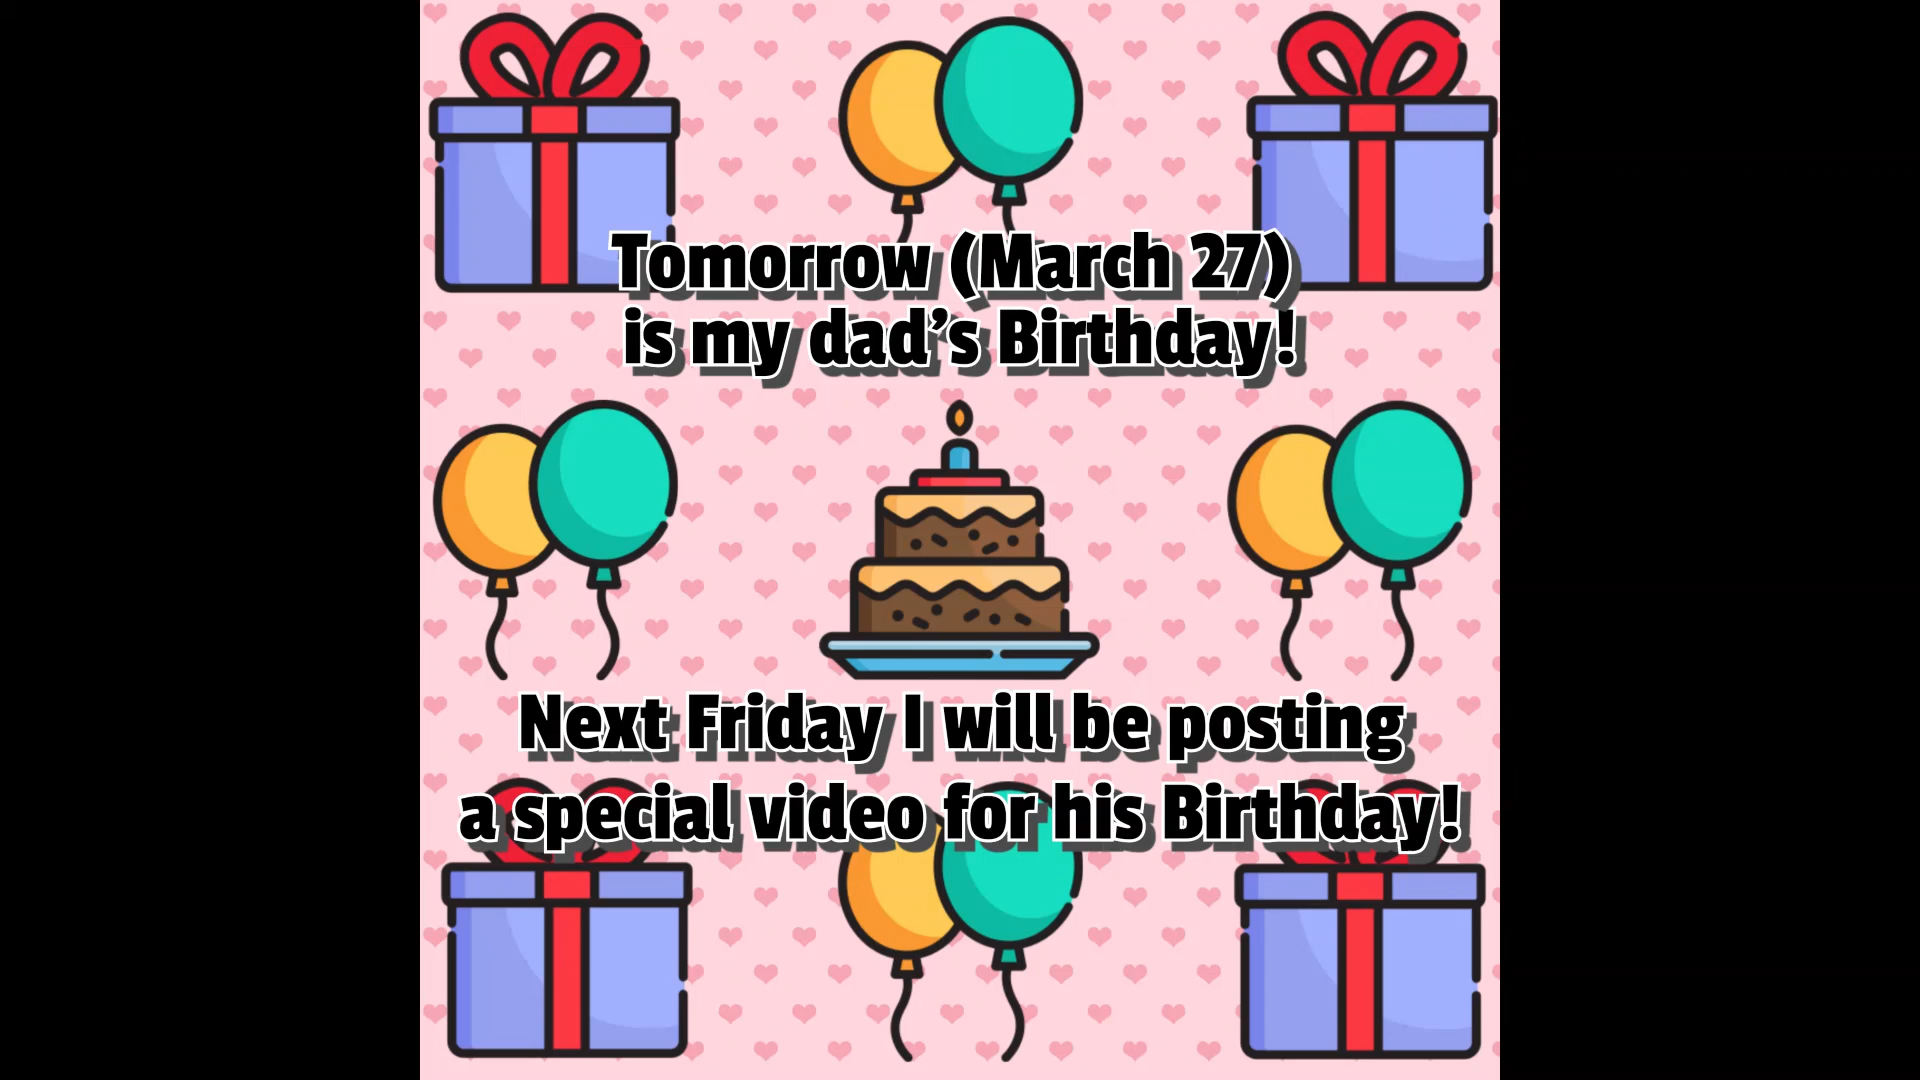 Tomorrow (March 27)
is my dad’s Birthday!
Next Friday I will be posting
a special video for his Birthday!